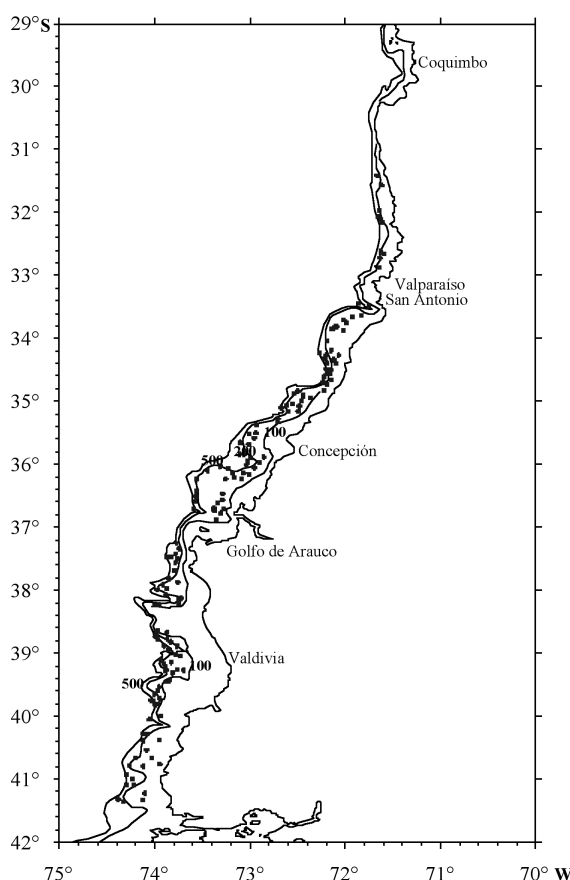 29°S
Coquimbo
30°
31°
32°
33°
Valparaíso
San Antonio
34°
35°
100
Concepción
200
500
36°
37°
Golfo de Arauco
38°
39°
Valdivia
100
500
40°
41°
42°
75° 74° 73° 72° 71° 70° W